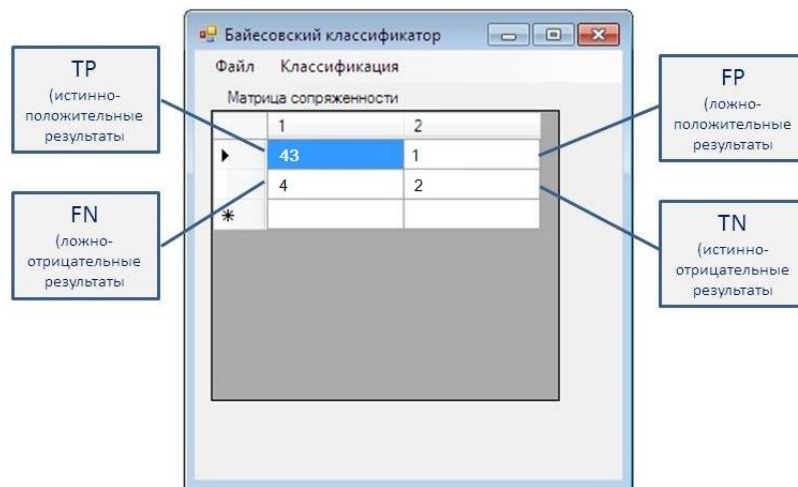 Байесовский классификатор
Файл Классификация
Матрица сопряженности
1 2
43 1
4 2
TP
(истинно-
положительные
результаты
FN
(ложно-
отрицательные
результаты
FP
(ложно-
положительные
результаты
TN
(истинно-
отрицательные
результаты